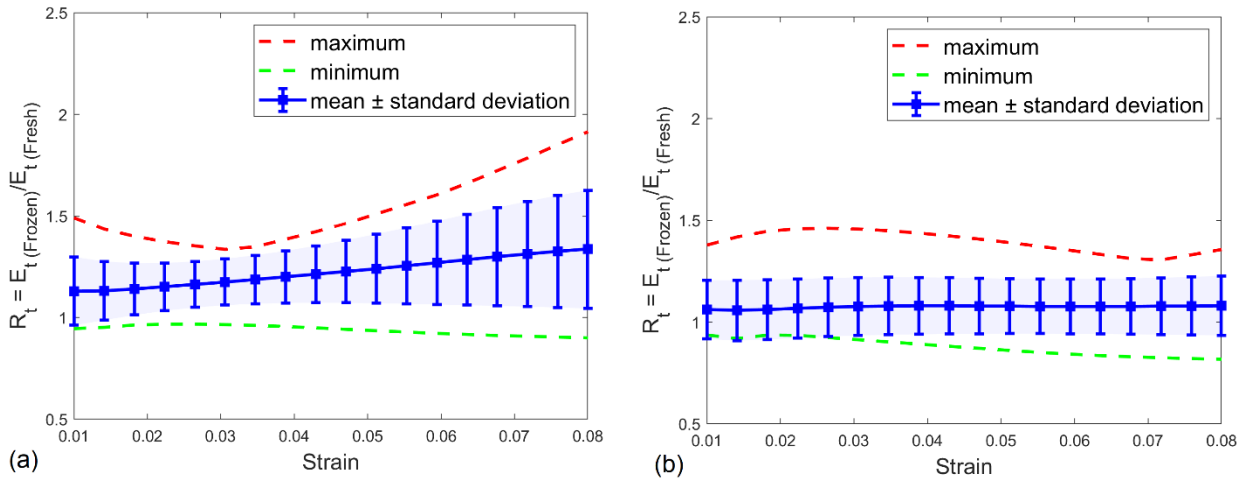 2.5
2
1.5
1
0.5
R_t = E_t (Frozen)/E_t (Fresh)
maximum
minimum
mean ± standard deviation
0.01 0.02 0.03 0.04 0.05 0.06 0.07 0.08
Strain
(a)
2.5
2
1.5
1
0.5
R_t = E_t (Frozen)/E_t (Fresh)
maximum
minimum
mean ± standard deviation
0.01 0.02 0.03 0.04 0.05 0.06 0.07 0.08
Strain
(b)